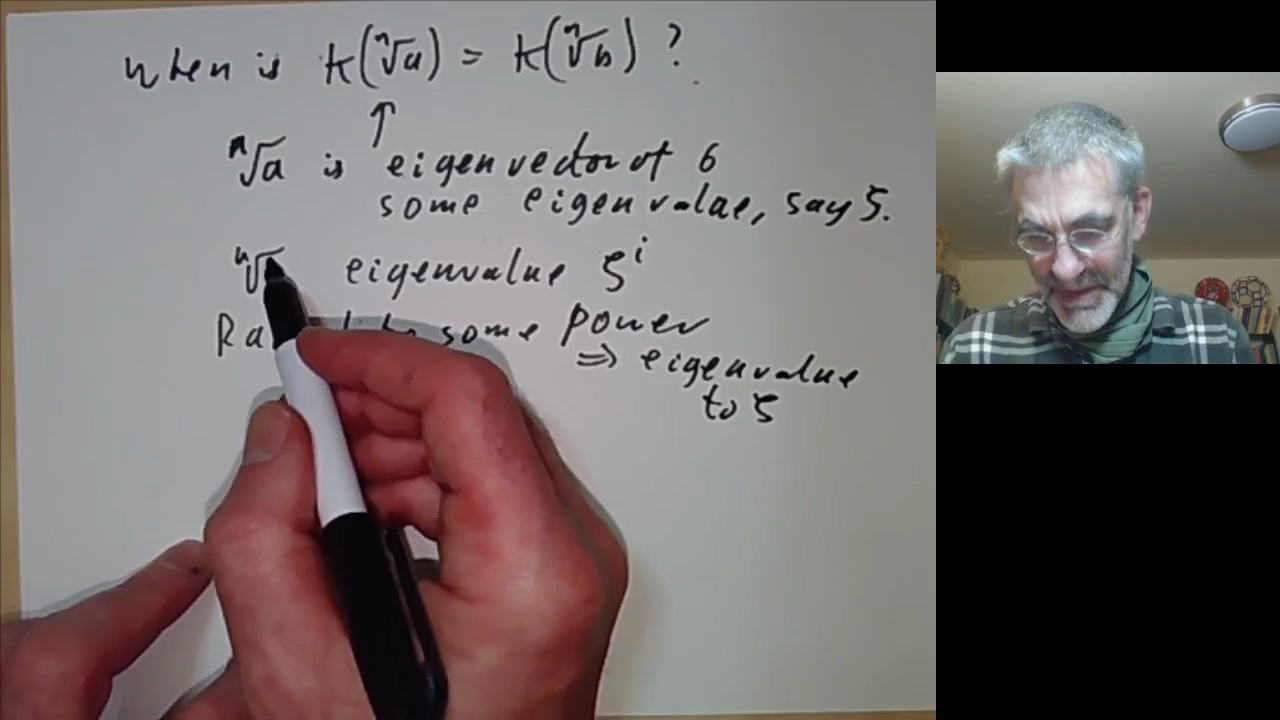 when is K(ⁿ√a) = K(ⁿ√b) ?
↑
ⁿ√a is eigenvector of σ
some eigenvalue, say ζ.
ⁿ√ eigenvalue ζⁱ
some power
⇒ eigenvalue
to ζ